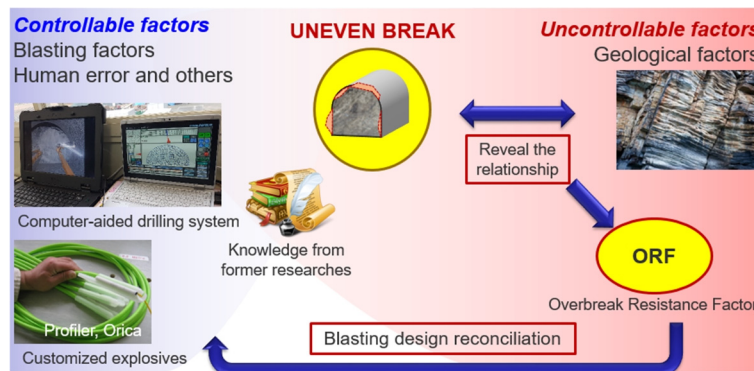 Controllable factors
Blasting factors
Human error and others
UNEVEN BREAK
Uncontrollable factors
Geological factors
Reveal the
relationship
Computer-aided drilling system
Knowledge from
former researches
ORF
Overbreak Resistance Factor
Profiler, Orica
Customized explosives
Blasting design reconciliation